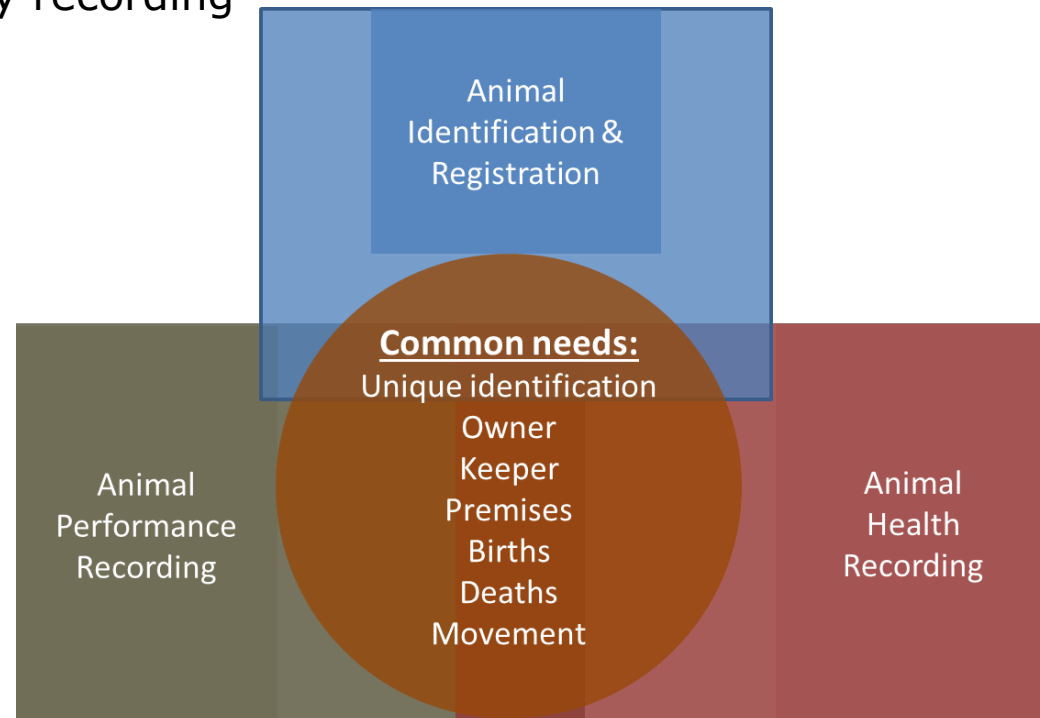 y recording
Animal
Identification &
Registration
Common needs:
Unique identification
Owner
Keeper
Premises
Births
Deaths
Movement
Animal
Performance
Recording
Animal
Health
Recording